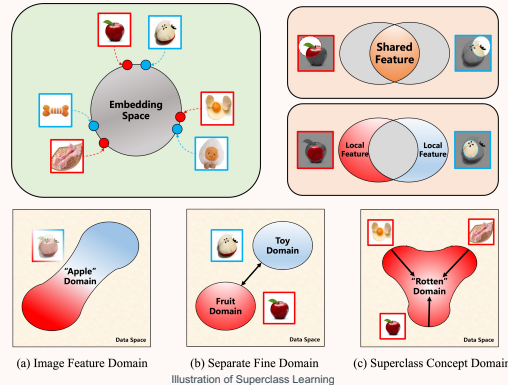 Embedding
Space
Shared
Feature
Local
Feature
Local
Feature
"Apple"
Domain
Data Space
Toy
Domain
Fruit
Domain
Data Space
"Rotten"
Domain
Data Space
(a) Image Feature Domain
(b) Separate Fine Domain
(c) Superclass Concept Domain
Illustration of Superclass Learning